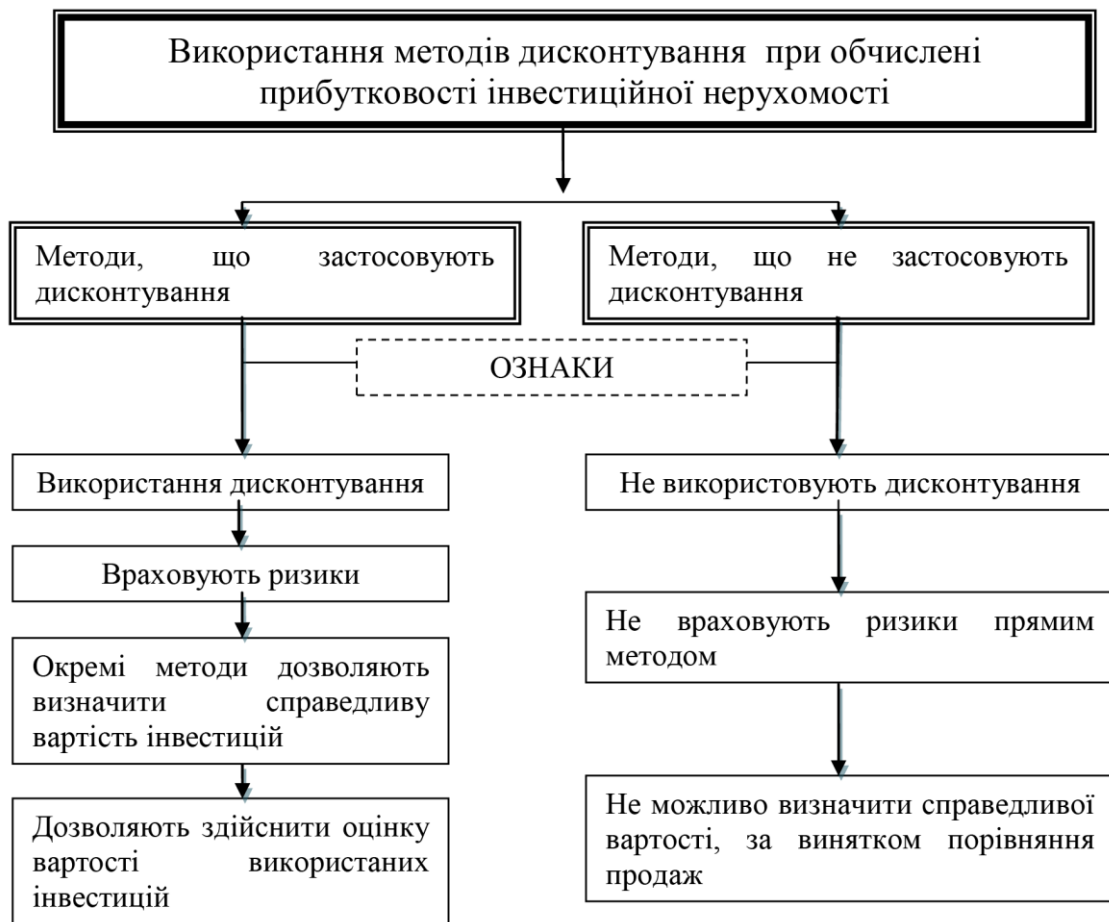 Використання методів дисконтування при обчислені
прибутковості інвестиційної нерухомості
Методи, що застосовують
дисконтування
Методи, що не застосовують
дисконтування
ОЗНАКИ
Використання дисконтування
Враховують ризики
Окремі методи дозволяють
визначити справедливу
вартість інвестицій
Дозволяють здійснити оцінку
вартості використаних
інвестицій
Не використовують дисконтування
Не враховують ризики прямим
методом
Не можливо визначити справедливої
вартості, за винятком порівняння
продаж